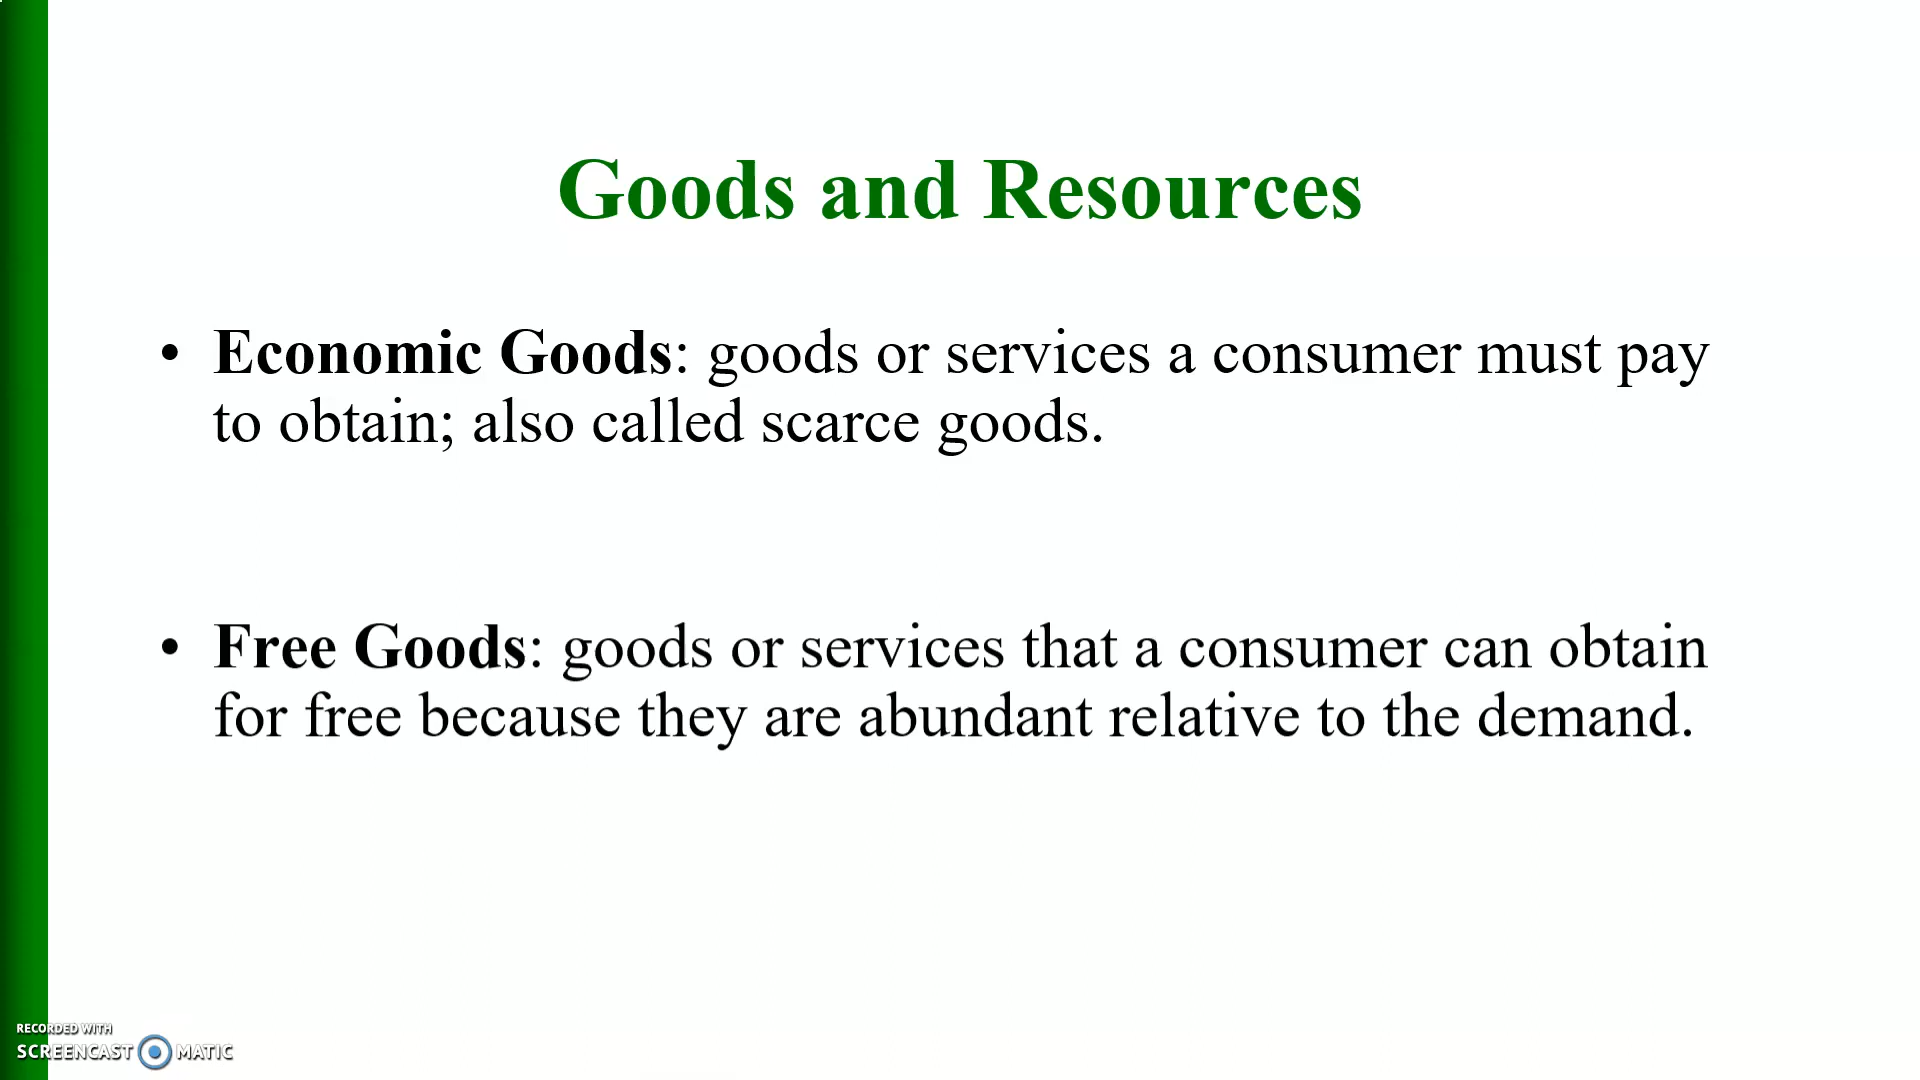 Goods and Resources
• Economic Goods: goods or services a consumer must pay
to obtain; also called scarce goods.
• Free Goods: goods or services that a consumer can obtain
for free because they are abundant relative to the demand.
RECORDED WITH
SCREENCAST MATIC